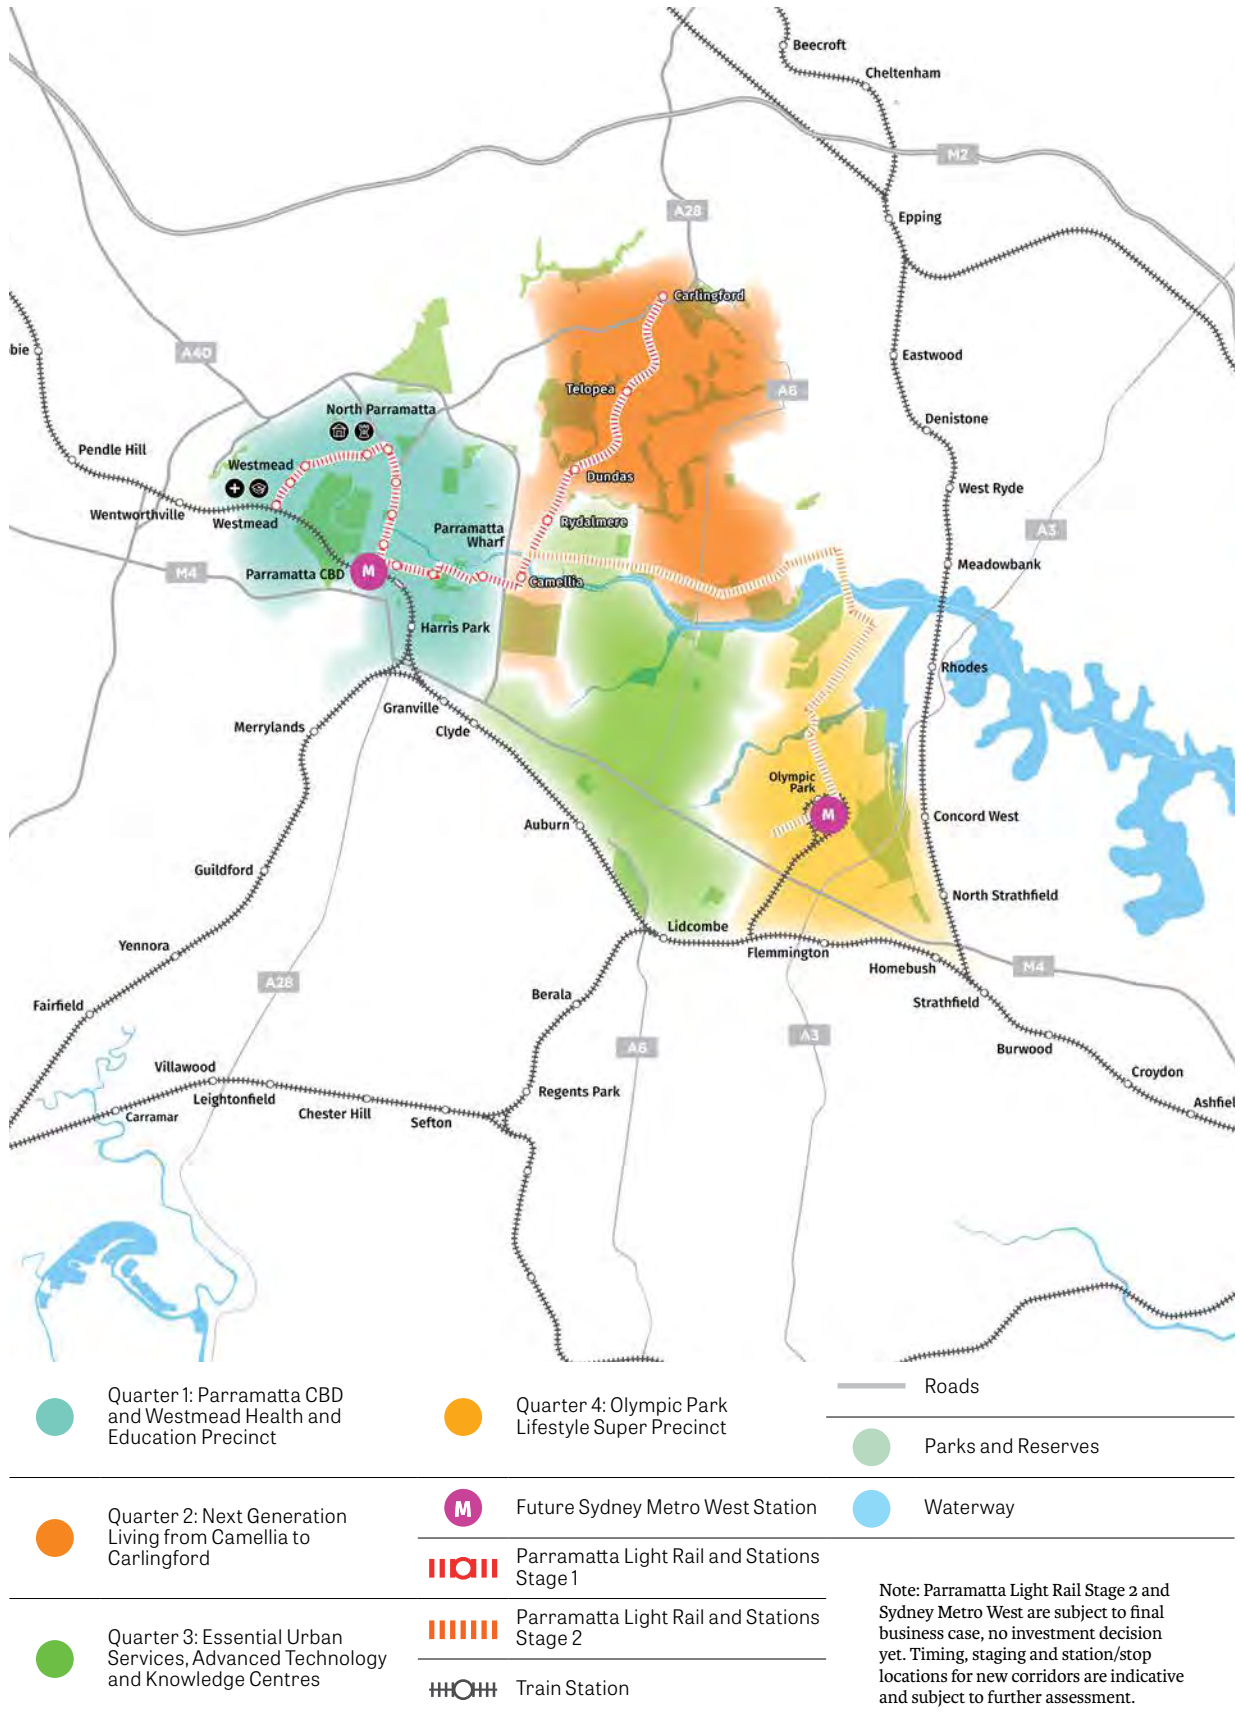 Beecroft
Cheltenham
M2
A28
Epping
Carlingford
bie
A40
Eastwood
Telopea
A6
North Parramatta
Denistone
Pendle Hill
Westmead
Dundas
West Ryde
Wentworthville
Westmead
Rydalmere
A3
Parramatta
Wharf
Meadowbank
M4
Parramatta CBD
M
Camellia
Harris Park
Rhodes
Granville
Merrylands
Clyde
Olympic
Park
M
Auburn
Concord West
Guildford
North Strathfield
Lidcombe
Yennora
Flemmington
Homebush
M4
A28
Berala
Strathfield
Fairfield
A6
A3
Burwood
Villawood
Croydon
Leightonfield
Regents Park
Chester Hill
Carramar
Sefton
Ashfiel
Quarter 1: Parramatta CBD
and Westmead Health and
Education Precinct
Quarter 2: Next Generation
Living from Camellia to
Carlingford
Quarter 3: Essential Urban
Services, Advanced Technology
and Knowledge Centres
Quarter 4: Olympic Park
Lifestyle Super Precinct
M
Future Sydney Metro West Station
Parramatta Light Rail and Stations
Stage 1
Parramatta Light Rail and Stations
Stage 2
Train Station
Roads
Parks and Reserves
Waterway
Note: Parramatta Light Rail Stage 2 and
Sydney Metro West are subject to final
business case, no investment decision
yet. Timing, staging and station/stop
locations for new corridors are indicative
and subject to further assessment.